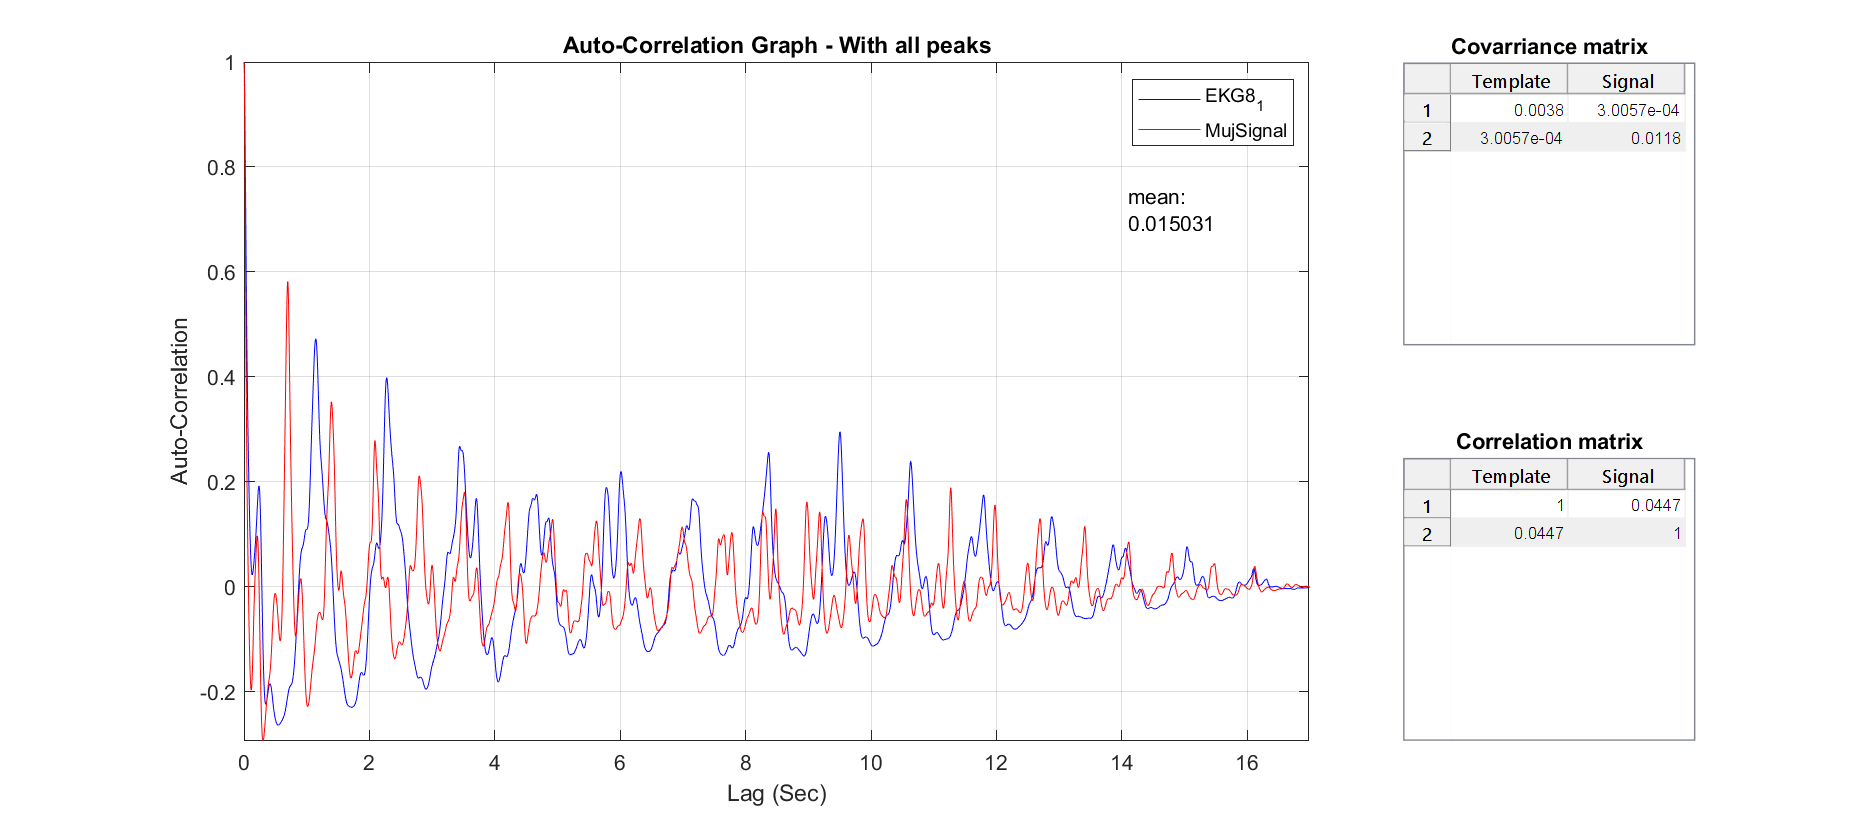 Auto-Correlation Graph - With all peaks
1
0.8
0.6
0.4
0.2
0
-0.2
Auto-Correlation
0 2 4 6 8 10 12 14 16
Lag (Sec)
EKG8₁
MujSignal
mean:
0.015031
Covarriance matrix
Template Signal
1 0.0038 3.0057e-04
2 3.0057e-04 0.0118
Correlation matrix
Template Signal
1 1 0.0447
2 0.0447 1